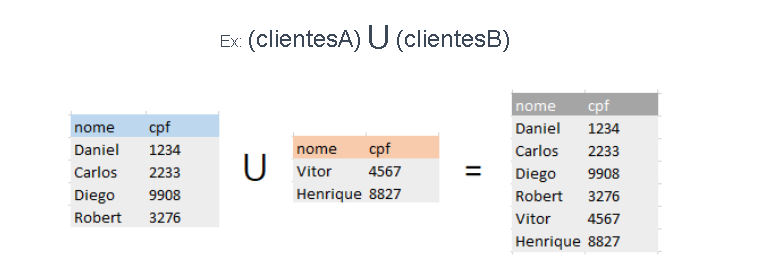 Ex: (clientesA) U (clientesB)
nome cpf
Daniel 1234
Carlos 2233
Diego 9908
Robert 3276
U
nome cpf
Vitor 4567
Henrique 8827
=
nome cpf
Daniel 1234
Carlos 2233
Diego 9908
Robert 3276
Vitor 4567
Henrique 8827